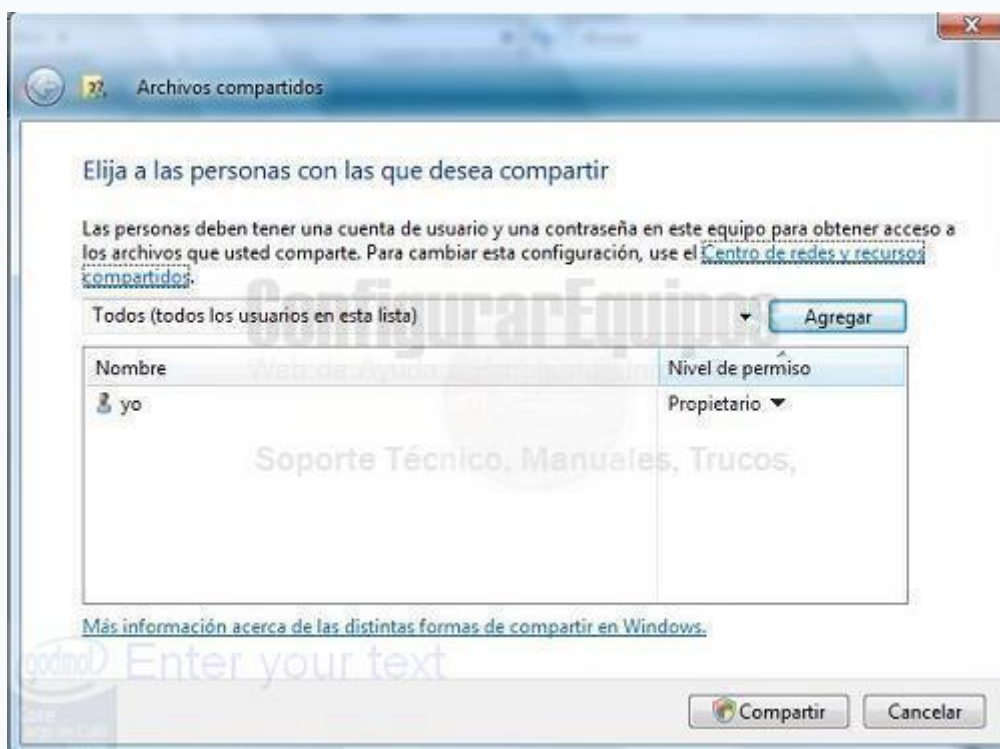 Archivos compartidos
Elija a las personas con las que desea compartir
Las personas deben tener una cuenta de usuario y una contraseña en este equipo para obtener acceso a
los archivos que usted comparte. Para cambiar esta configuración, use el Centro de redes y recursos
compartidos.
ConfigurarEquipos
Todos (todos los usuarios en esta lista) Agregar
Web de Ayuda
Nombre Nivel de permiso
yo Propietario
Soporte Técnico, Manuales, Trucos,
Más información acerca de las distintas formas de compartir en Windows.
godmol Enter your text
Compartir Cancelar